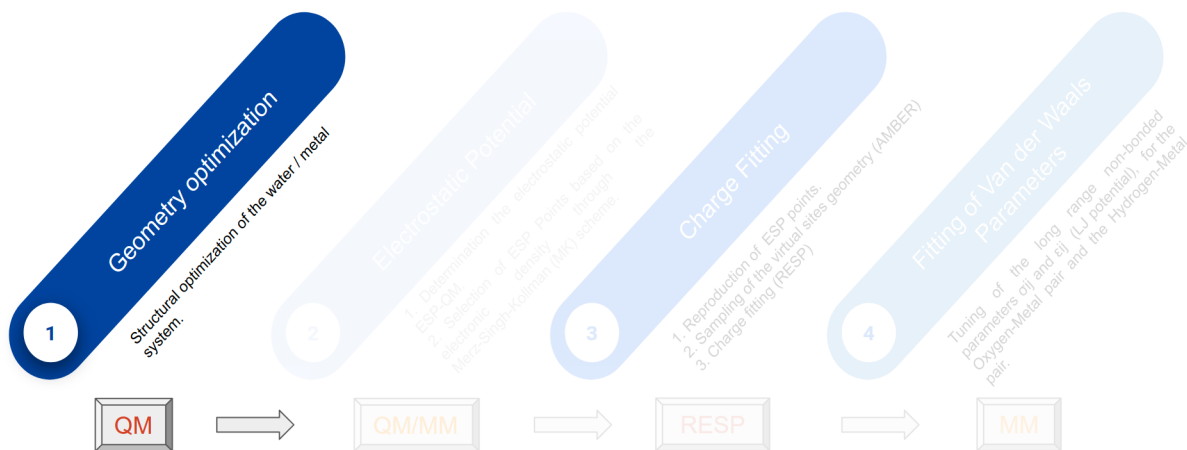 Geometry optimization
1
Structural optimization of the water / metal
system.
Electrostatic Potential
2
1. Determination the electrostatic potential
ESP-QM
2. Selection of ESP Points based on the
electronic density through the
Merz-Singh-Kollman (MK) scheme.
Charge Fitting
3
1. Reproduction of ESP points.
2. Sampling of the virtual sites geometry (AMBER)
3. Charge fitting (RESP)
Fitting of Van der Waals
Parameters
4
Tuning of the long range non-bonded
parameters σij and εij (LJ potential), for the
Oxygen-Metal pair and the Hydrogen-Metal
pair.
QM
QM/MM
RESP
MM